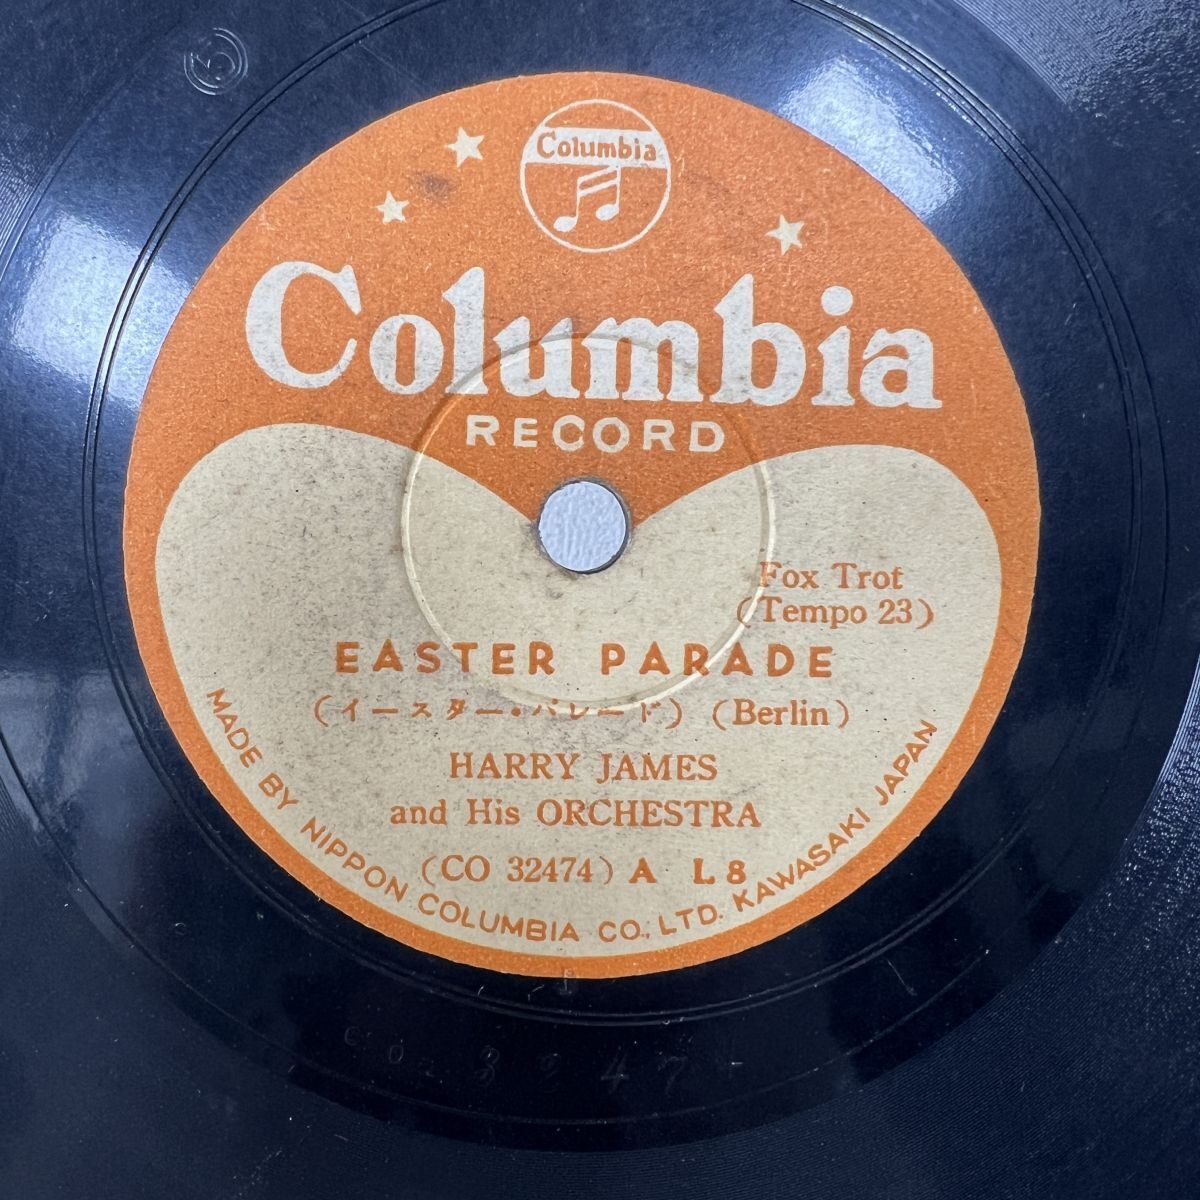 Columbia
Columbia
RECORD
Fox Trot
(Tempo 23)
EASTER PARADE
(イースター・パレード) (Berlin)
HARRY JAMES
and His ORCHESTRA
(CO 32474) A L 8
MADE BY NIPPON COLUMBIA CO., LTD. KAWASAKI JAPAN